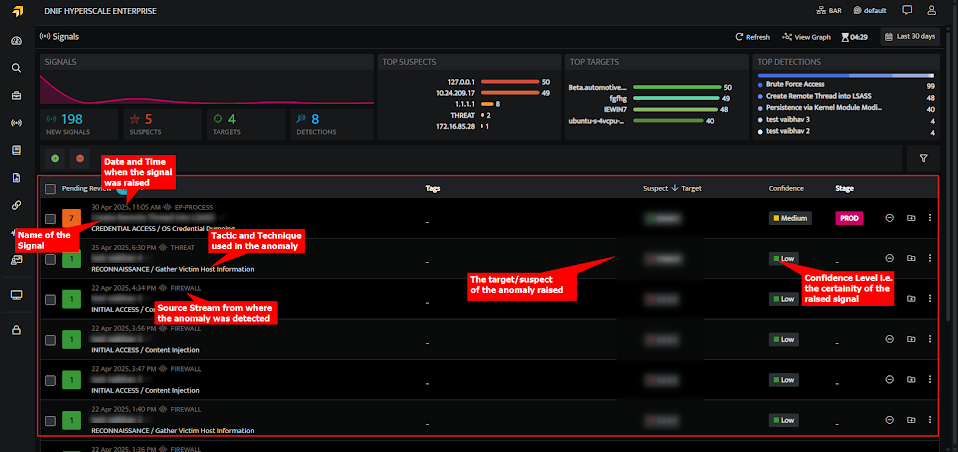 DNIF HYPERSCALE ENTERPRISE
BAR
default
Signals
Refresh
View Graph
04:29
Last 30 days
SIGNALS
198
NEW SIGNALS
5
SUSPECTS
4
TARGETS
8
DETECTIONS
TOP SUSPECTS
127.0.0.1 50
10.24.209.17 49
1.1.1.1 8
THREAT 2
172.16.85.28 1
TOP TARGETS
Beta.automotive... 50
fgfhg 49
IEWIN7 48
ubuntu-s-4vcpu-... 40
TOP DETECTIONS
Brute Force Access 99
Create Remote Thread into LSASS 48
Persistence via Kernel Module Modi... 40
test vaibhav 3 4
test vaibhav 2 4
Date and Time
when the signal
was raised
Pending Review
Tags
Suspect
Target
Confidence
Stage
30 Apr 2025, 11:05 AM EP-PROCESS
7
Create Remote Thread into LSASS
CREDENTIAL ACCESS / OS Credential Dumping
_
Medium
PROD
Name of the
Signal
Tactic and Technique
used in the anomaly
25 Apr 2025, 6:30 PM THREAT
1
RECONNAISSANCE / Gather Victim Host Information
_
Low
_
The target/suspect
of the anomaly raised
Confidence Level i.e.
the certainity of the
raised signal
22 Apr 2025, 4:34 PM FIREWALL
1
INITIAL ACCESS / Content Injection
_
Low
_
Source Stream from where
the anomaly was detected
22 Apr 2025, 3:56 PM FIREWALL
1
INITIAL ACCESS / Content Injection
_
Low
_
22 Apr 2025, 3:47 PM FIREWALL
1
INITIAL ACCESS / Content Injection
_
Low
_
22 Apr 2025, 1:40 PM FIREWALL
1
RECONNAISSANCE / Gather Victim Host Information
_
Low
_
22 Apr 2025, 1:36 PM FIREWALL